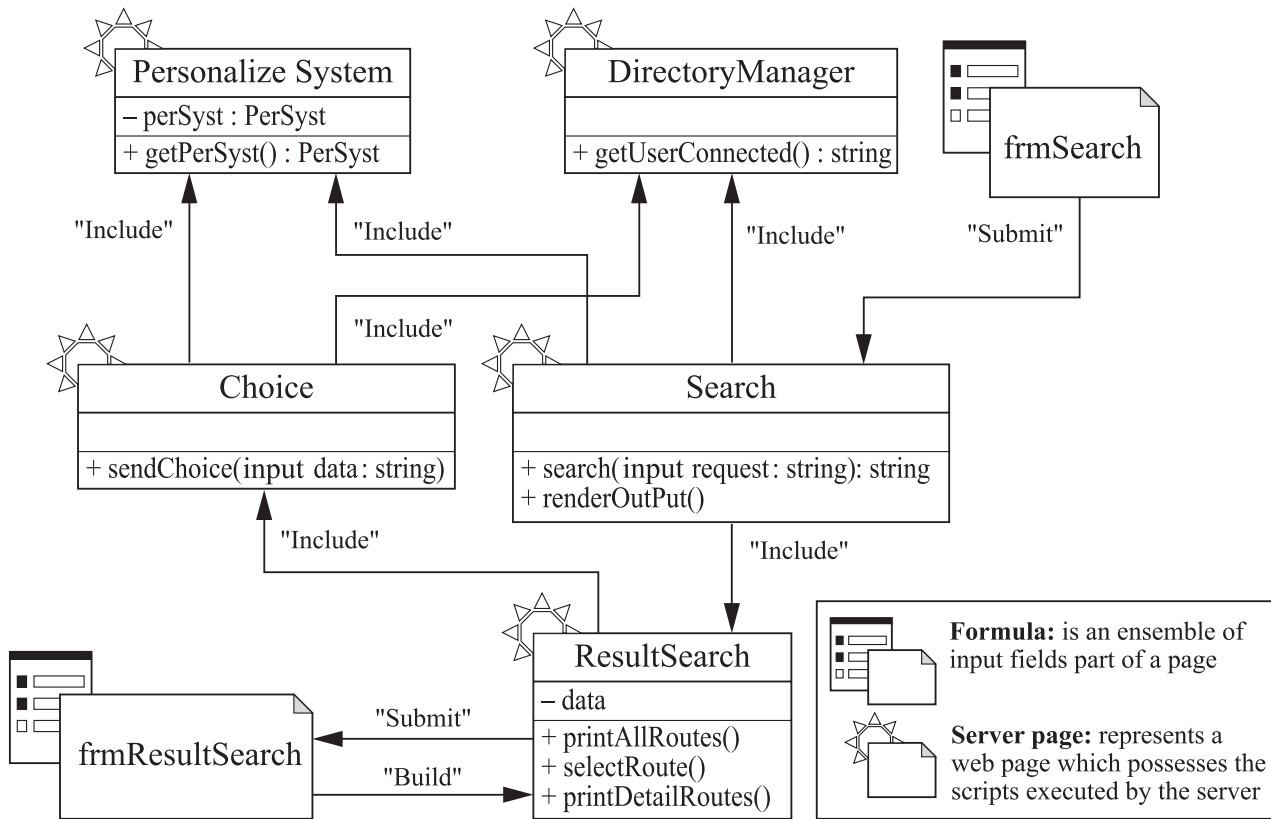 Personalize System
– perSyst : PerSyst
+ getPerSyst() : PerSyst
DirectoryManager
+ getUserConnected() : string
frmSearch
"Include"
"Include"
"Include"
"Submit"
"Include"
Choice
+ sendChoice(input data: string)
Search
+ search(input request: string): string
+ renderOutPut()
"Include"
"Include"
ResultSearch
– data
+ printAllRoutes()
+ selectRoute()
+ printDetailRoutes()
"Submit"
"Build"
frmResultSearch
Formula: is an ensemble of
input fields part of a page
Server page: represents a
web page which possesses the
scripts executed by the server